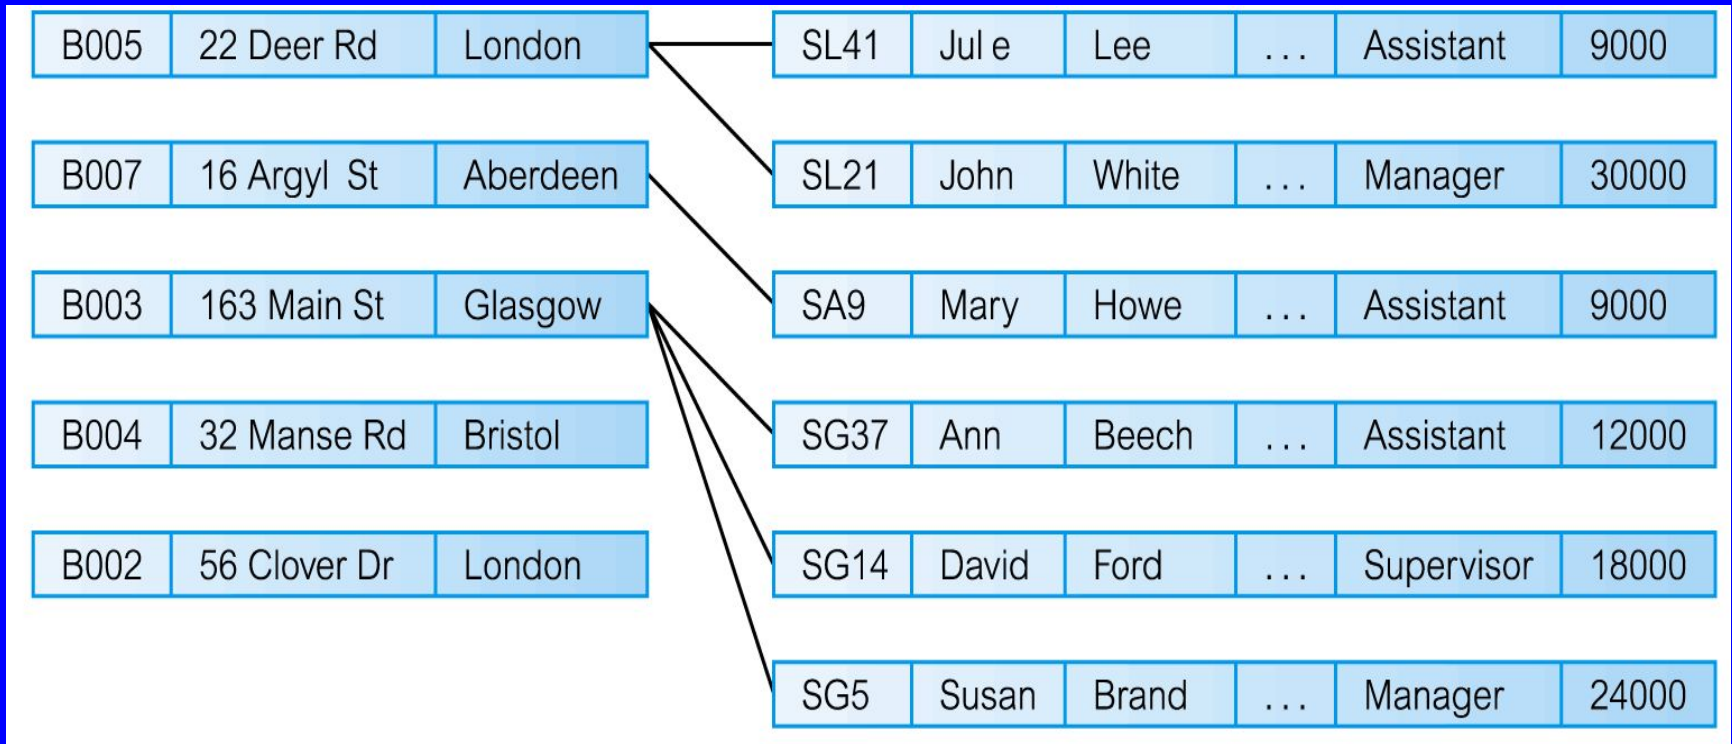 B005 22 Deer Rd London SL41 Jul e Lee ... Assistant 9000
B007 16 Argyl St Aberdeen SL21 John White ... Manager 30000
B003 163 Main St Glasgow SA9 Mary Howe ... Assistant 9000
B004 32 Manse Rd Bristol SG37 Ann Beech ... Assistant 12000
B002 56 Clover Dr London SG14 David Ford ... Supervisor 18000
SG5 Susan Brand ... Manager 24000